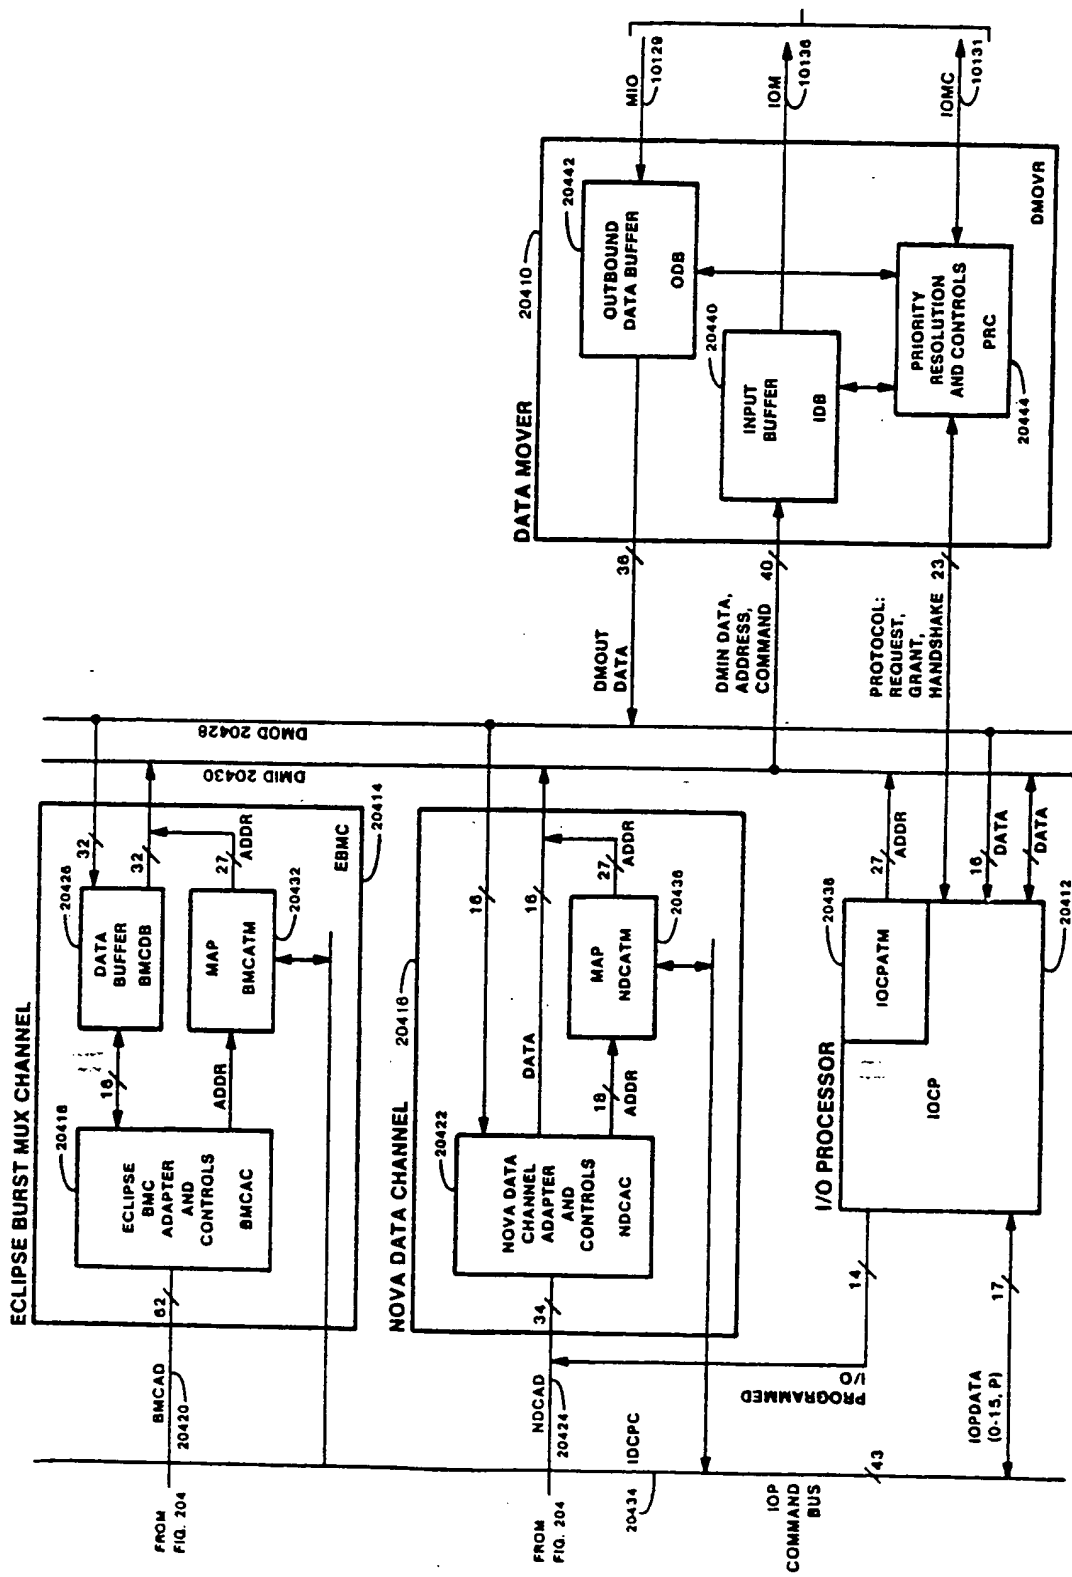 ECLIPSE BURST MUX CHANNEL
FROM
FIG. 204
BMCAD
20420
62
20418
ECLIPSE
BMC
ADAPTER
AND
CONTROLS
BMCAC
16
ADDR
20426
DATA
BUFFER
BMCDB
MAP
BMCATM
20432
32
32
27
ADDR
EBMC
20414
DMID 20430
DMOD 20428
NOVA DATA CHANNEL
20416
FROM
FIG. 204
NDCAD
20424
34
20422
NOVA DATA
CHANNEL
ADAPTER
AND
CONTROLS
NDCAC
16
16
DATA
18
ADDR
MAP
NDCATM
20436
27
ADDR
IDCPC
20434
PROGRAMMED
I/O
14
I/O PROCESSOR
IOCP
IOCPATM
20438
27
ADDR
16
DATA
DATA
20412
IOP
COMMAND
BUS
43
IOPDATA
(0-15, P)
17
DATA MOVER
20410
DMOUT
DATA
36
DMIN DATA,
ADDRESS,
COMMAND
40
PROTOCOL:
REQUEST,
GRANT,
HANDSHAKE
23
OUTBOUND
DATA BUFFER
ODB
20442
20440
INPUT
BUFFER
IDB
PRIORITY
RESOLUTION
AND CONTROLS
PRC
20444
DMOVR
MIO
10129
IOM
10136
IOMC
10131